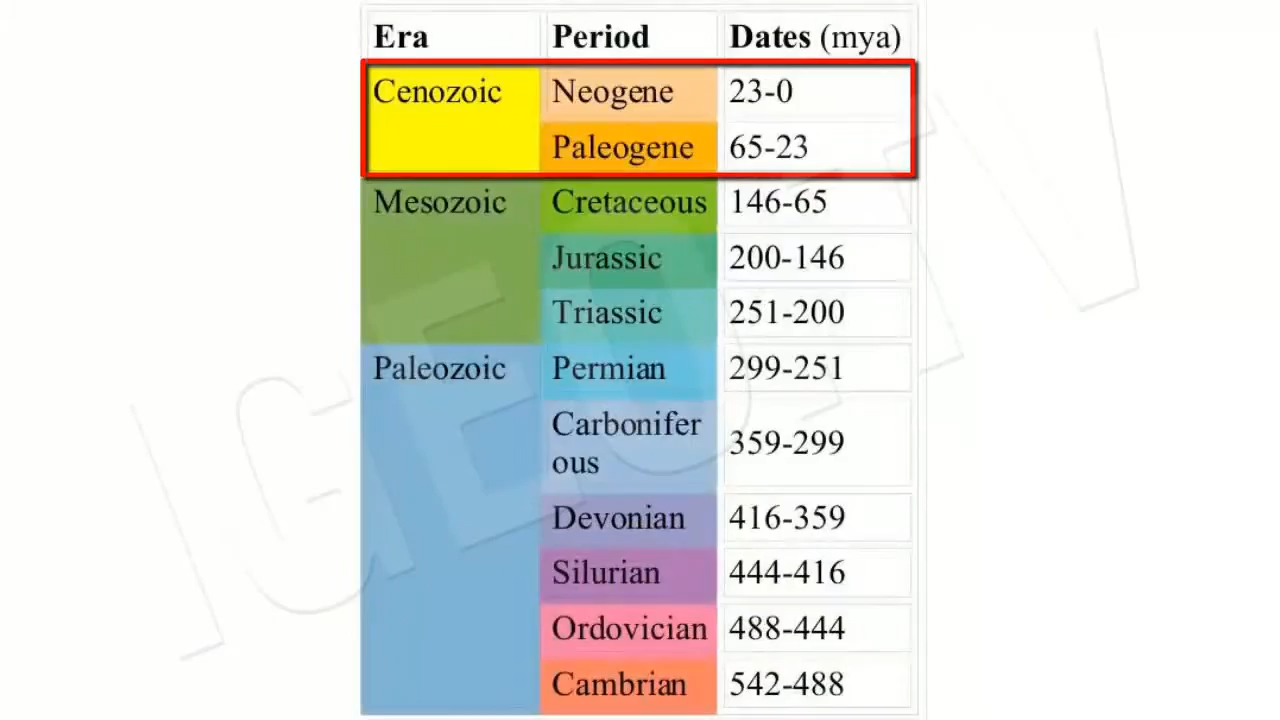 Era Period Dates (mya)
Cenozoic Neogene 23-0
Paleogene 65-23
Mesozoic Cretaceous 146-65
Jurassic 200-146
Triassic 251-200
Paleozoic Permian 299-251
Carbonifer
ous 359-299
Devonian 416-359
Silurian 444-416
Ordovician 488-444
Cambrian 542-488